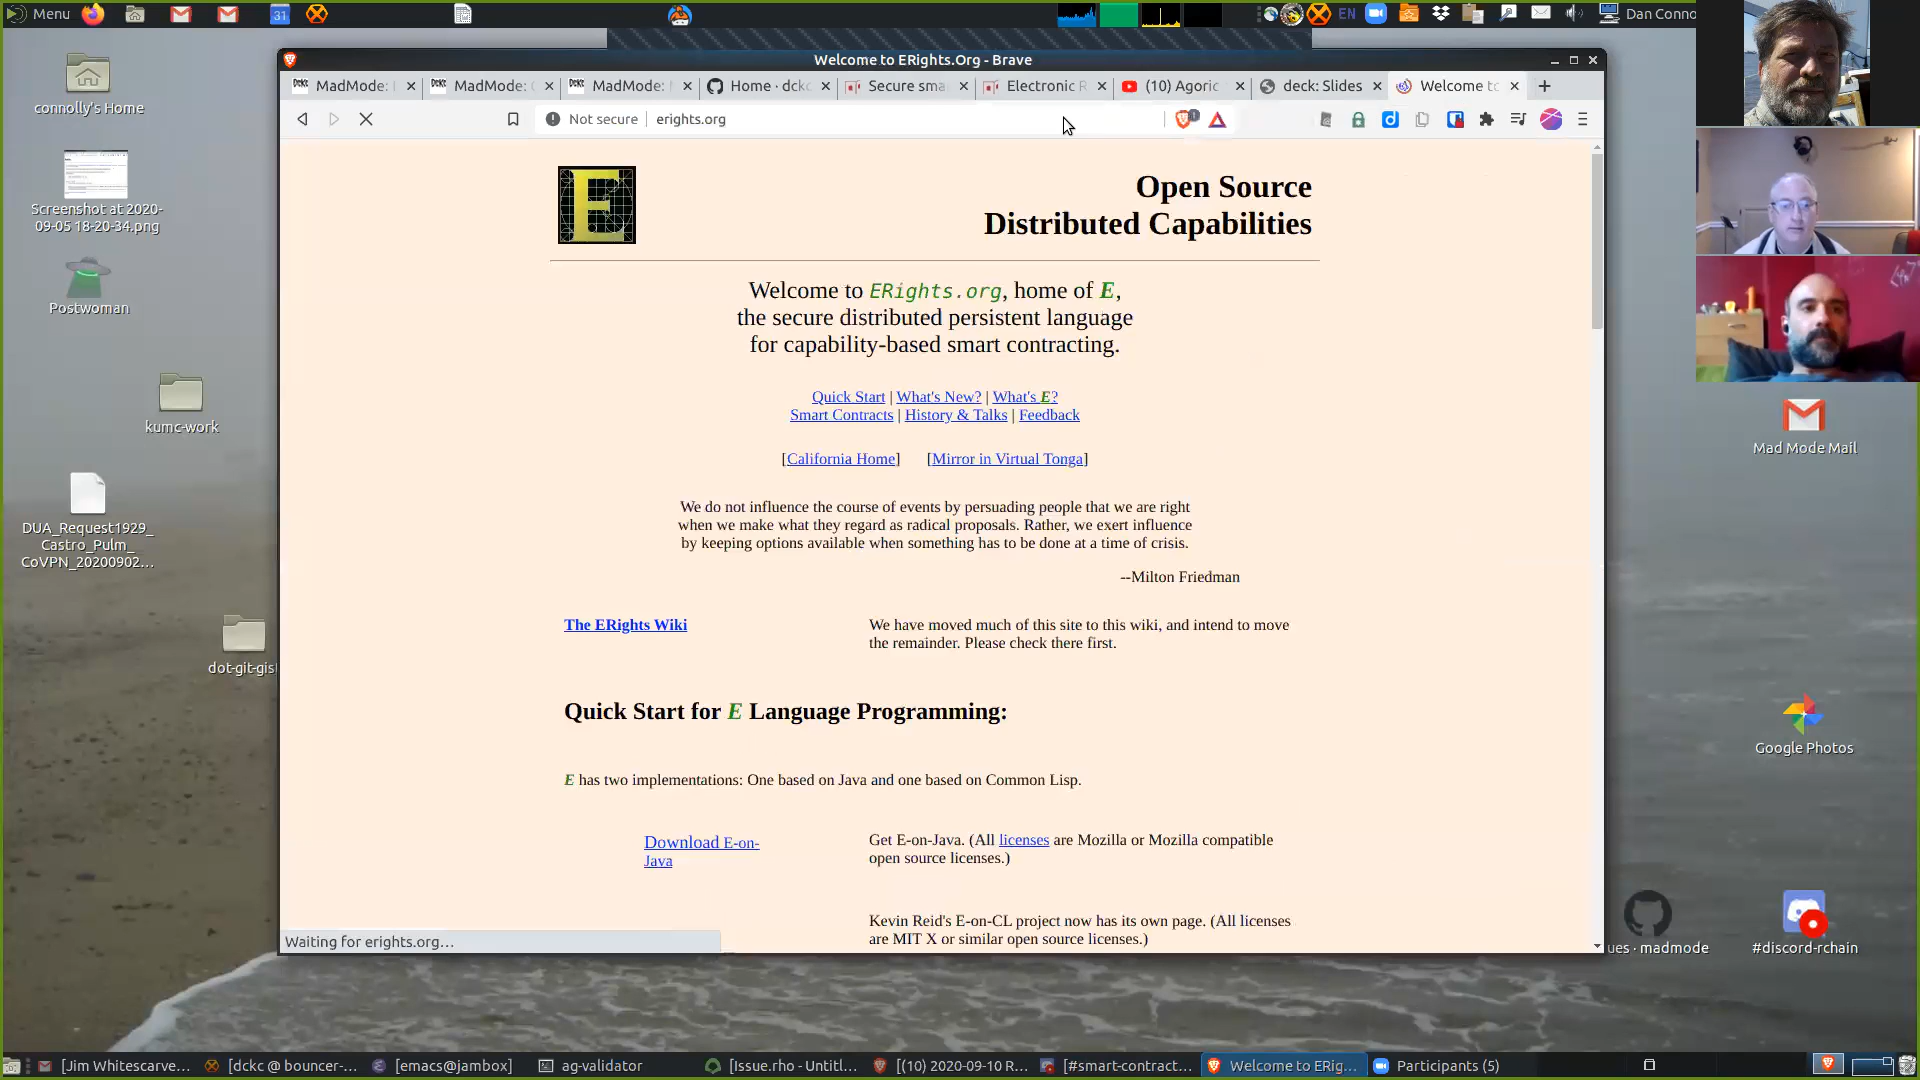 Menu
31
EN
Dan Conno
Welcome to ERights.Org - Brave
MadMode:
MadMode:
MadMode:
Home · dckc
Secure sma
Electronic R
(10) Agoric
deck: Slides
Welcome to
Not secure
erights.org
connolly's Home
Screenshot at 2020-
09-05 18-20-34.png
Postwoman
kumc-work
DUA_Request1929_
Castro_Pulm_
CoVPN_20200902...
dot-git-gis
E
Open Source
Distributed Capabilities
Welcome to ERights.org, home of E,
the secure distributed persistent language
for capability-based smart contracting.
Quick Start | What's New? | What's E?
Smart Contracts | History & Talks | Feedback
[California Home] [Mirror in Virtual Tonga]
We do not influence the course of events by persuading people that we are right
when we make what they regard as radical proposals. Rather, we exert influence
by keeping options available when something has to be done at a time of crisis.
--Milton Friedman
The ERights Wiki
We have moved much of this site to this wiki, and intend to move
the remainder. Please check there first.
Quick Start for E Language Programming:
E has two implementations: One based on Java and one based on Common Lisp.
Download E-on-
Java
Get E-on-Java. (All licenses are Mozilla or Mozilla compatible
open source licenses.)
Kevin Reid's E-on-CL project now has its own page. (All licenses
are MIT X or similar open source licenses.)
Waiting for erights.org...
Mad Mode Mail
Google Photos
ues · madmode
#discord-rchain
[Jim Whitescarve...
[dckc @ bouncer-...
[emacs@jambox]
ag-validator
[Issue.rho - Untitl...
[(10) 2020-09-10 R...
[#smart-contract...
Welcome to ERig...
Participants (5)